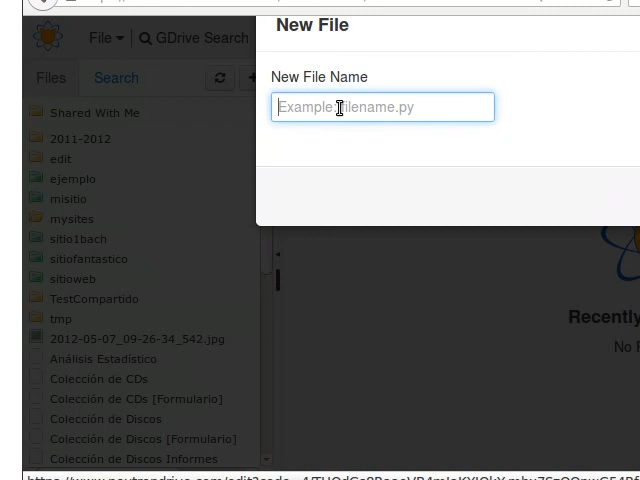 New File
File
GDrive Search
New File Name
Example: filename.py
Files
Search
Shared With Me
2011-2012
edit
ejemplo
misitio
mysites
sitio1bach
sitiofantastico
sitioweb
TestCompartido
tmp
2012-05-07_09-26-34_542.jpg
Análisis Estadístico
Colección de CDs
Colección de CDs [Formulario]
Colección de Discos
Colección de Discos [Formulario]
Colección de Discos Informes
Recently
No